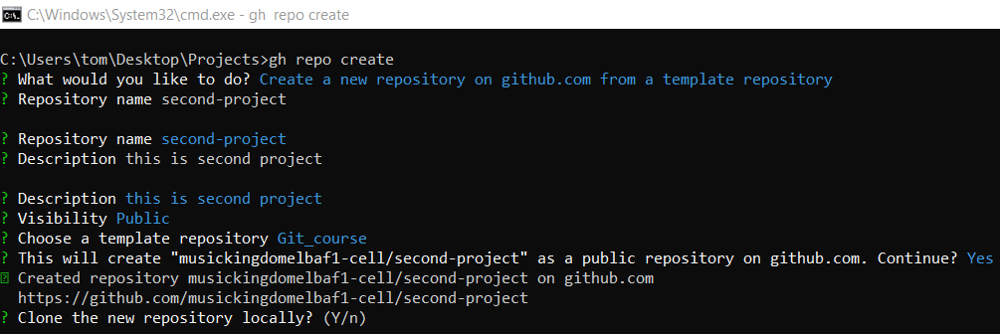 C:\Windows\System32\cmd.exe - gh  repo create
C:\Users\tom\Desktop\Projects>gh repo create
? What would you like to do? Create a new repository on github.com from a template repository
? Repository name second-project
? Repository name second-project
? Description this is second project
? Description this is second project
? Visibility Public
? Choose a template repository Git_course
? This will create "musickingdomelbaf1-cell/second-project" as a public repository on github.com. Continue? Yes
Created repository musickingdomelbaf1-cell/second-project on github.com
https://github.com/musickingdomelbaf1-cell/second-project
? Clone the new repository locally? (Y/n)